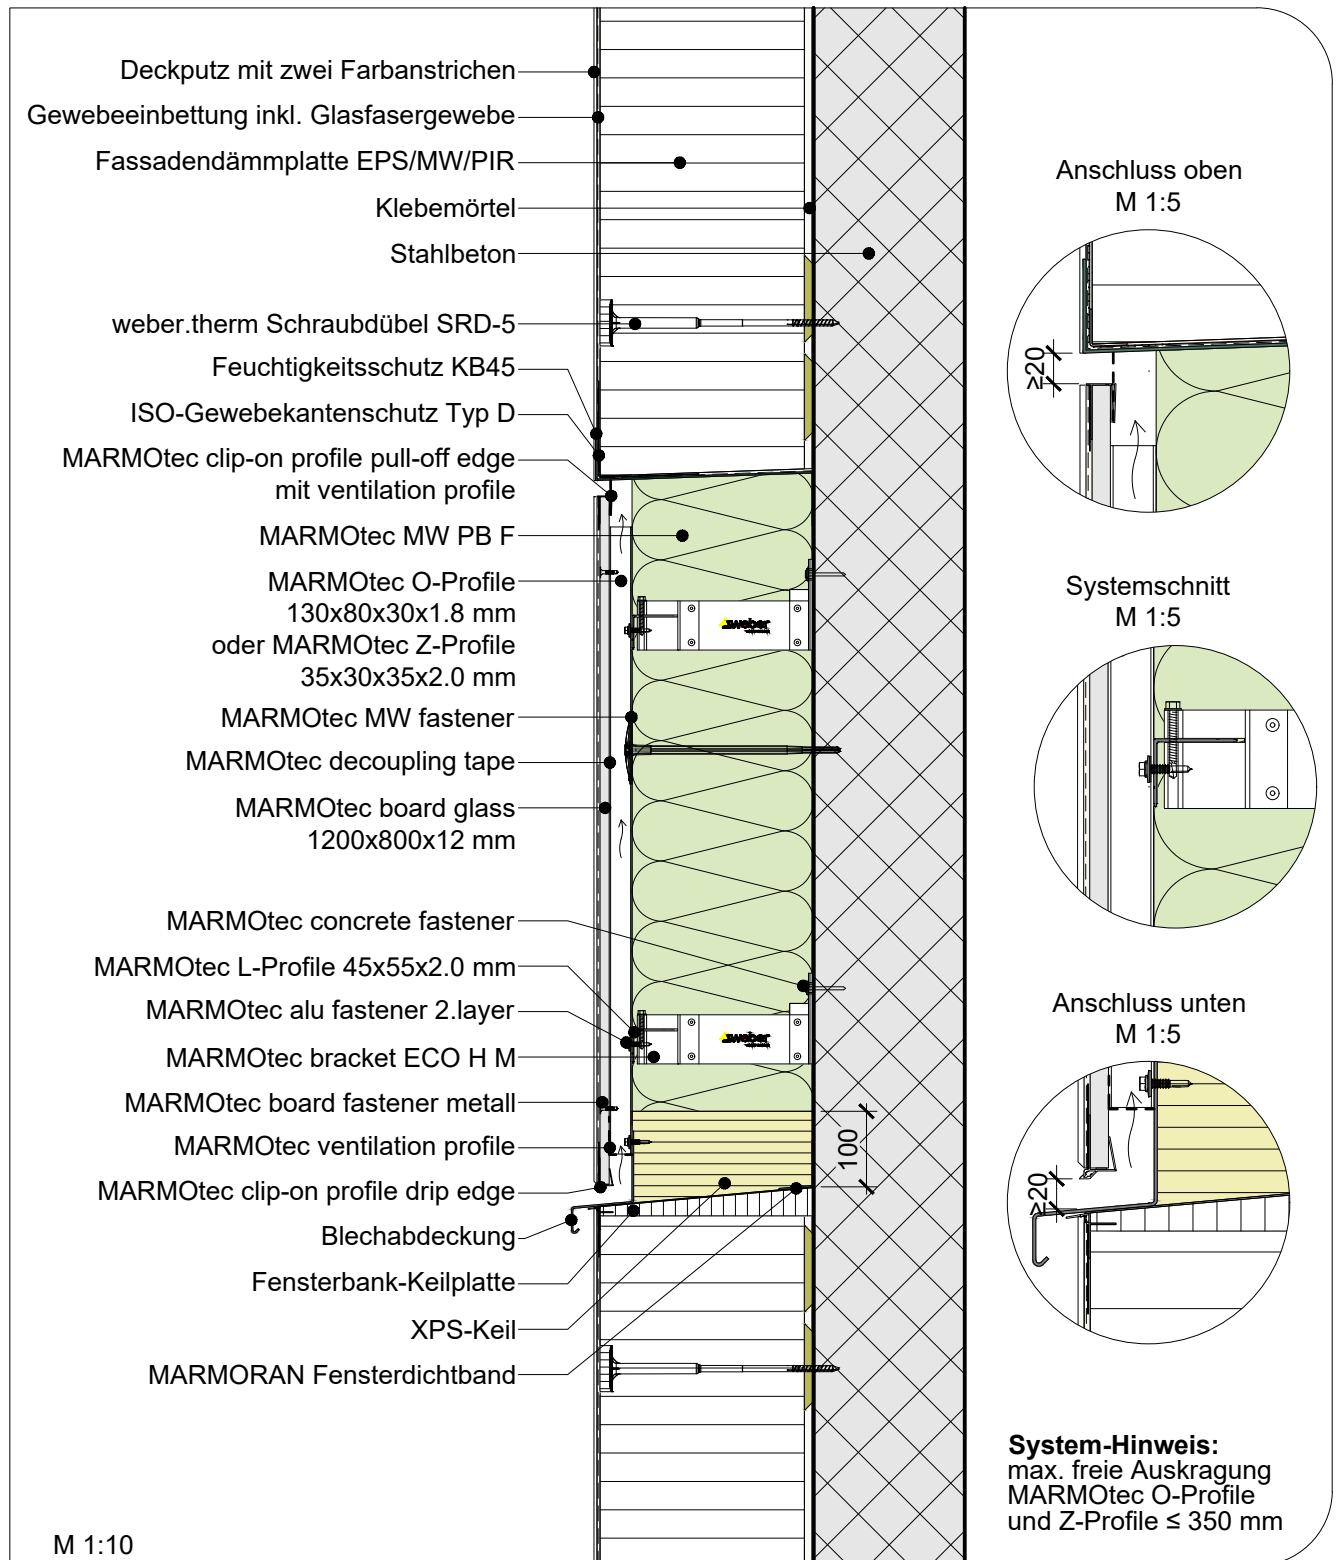 Deckputz mit zwei Farbanstrichen
Gewebeeinbettung inkl. Glasfasergewebe
Fassadendämmplatte EPS/MW/PIR
Klebemörtel
Stahlbeton
weber.therm Schraubdübel SRD-5
Feuchtigkeitsschutz KB45
ISO-Gewebekantenschutz Typ D
MARMOtec clip-on profile pull-off edge
mit ventilation profile
MARMOtec MW PB F
MARMOtec O-Profile
130x80x30x1.8 mm
oder MARMOtec Z-Profile
35x30x35x2.0 mm
MARMOtec MW fastener
MARMOtec decoupling tape
MARMOtec board glass
1200x800x12 mm
MARMOtec concrete fastener
MARMOtec L-Profile 45x55x2.0 mm
MARMOtec alu fastener 2.layer
MARMOtec bracket ECO H M
MARMOtec board fastener metall
MARMOtec ventilation profile
MARMOtec clip-on profile drip edge
Blechabdeckung
Fensterbank-Keilplatte
XPS-Keil
MARMORAN Fensterdichtband
M 1:10
weber
weber
100
Anschluss oben
M 1:5
≥20
Systemschnitt
M 1:5
Anschluss unten
M 1:5
≥20
System-Hinweis:
max. freie Auskragung
MARMOtec O-Profile
und Z-Profile ≤ 350 mm